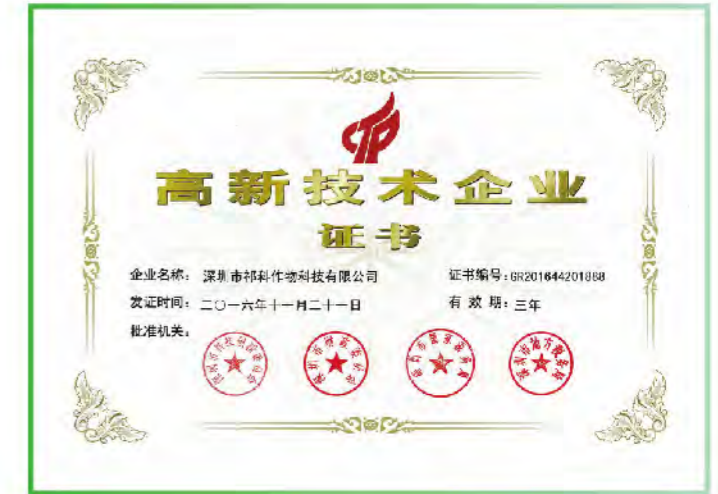 高新技术企业
证书
企业名称：深圳市祁科作物科技有限公司
证书编号：GR201644201868
发证时间：二〇一六年十一月二十一日
有效期：三年
批准机关：